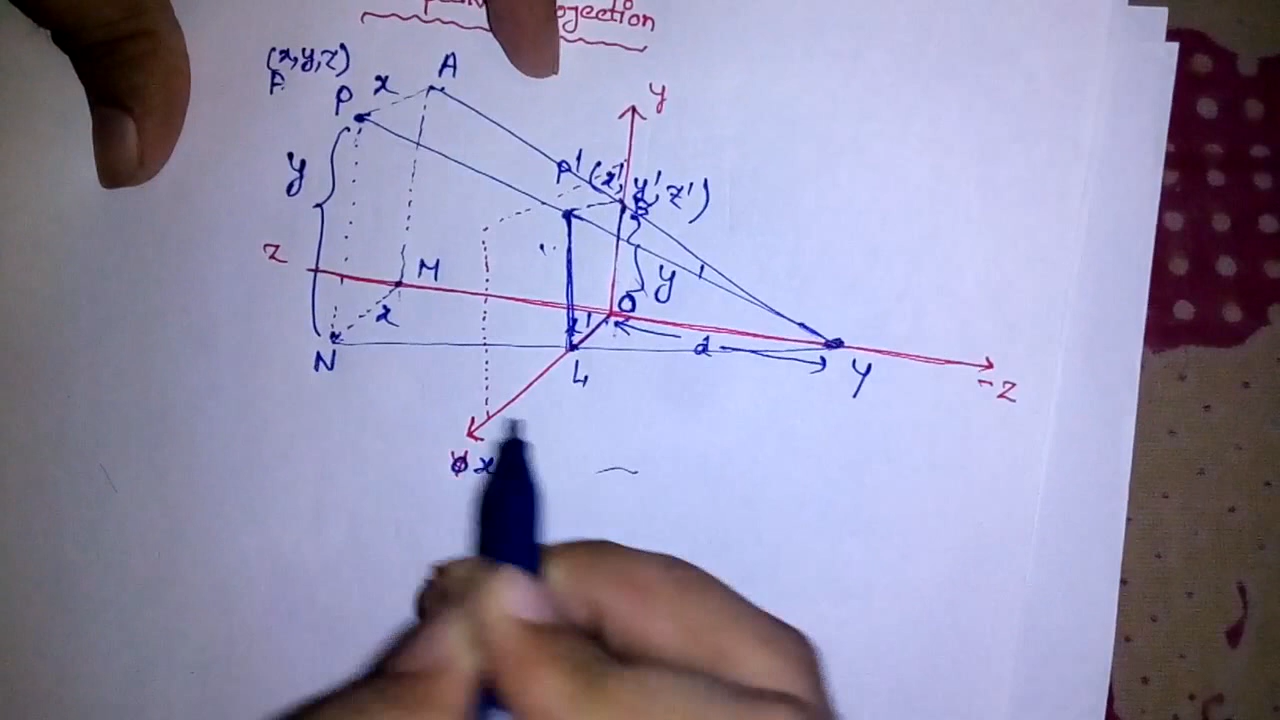 ojection
(x,y,z)
P x A
y
y
P' (x', y', z')
B
z
M
x
y'
O
x'
d
N
L
Y
-z
x